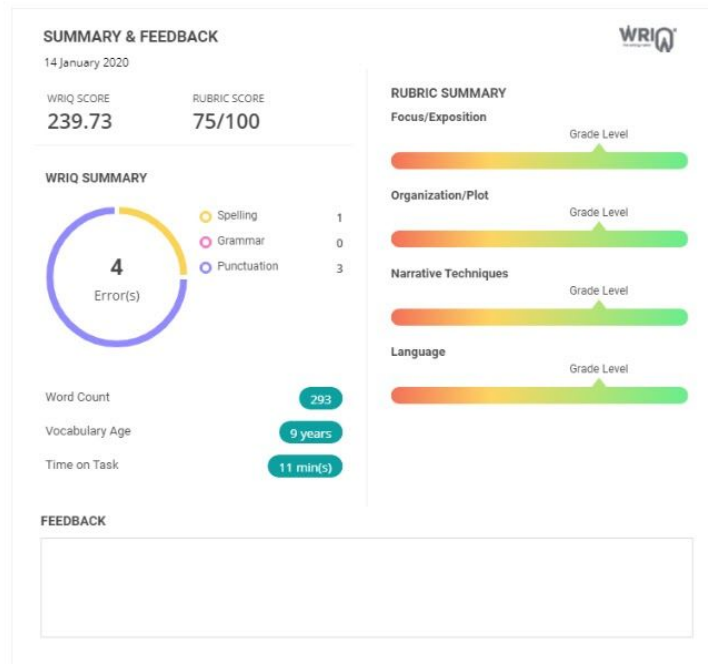 SUMMARY & FEEDBACK
14 January 2020
WRIQ
WRIQ SCORE
239.73
RUBRIC SCORE
75/100
WRIQ SUMMARY
4
Error(s)
Spelling 1
Grammar 0
Punctuation 3
Word Count 293
Vocabulary Age 9 years
Time on Task 11 min(s)
RUBRIC SUMMARY
Focus/Exposition
Grade Level
Organization/Plot
Grade Level
Narrative Techniques
Grade Level
Language
Grade Level
FEEDBACK